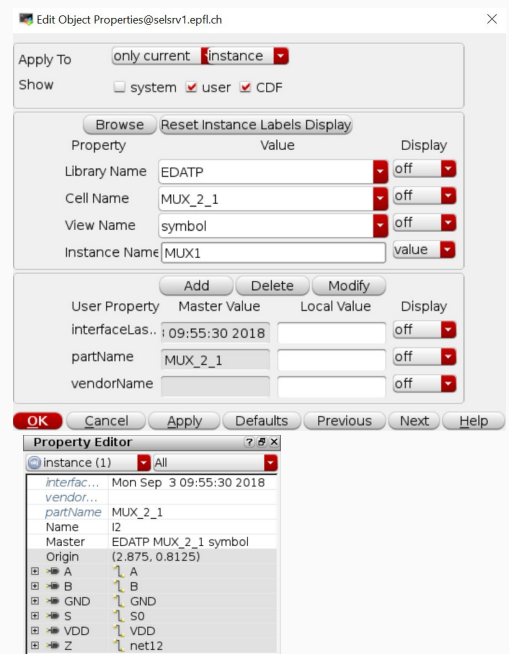 Edit Object Properties@selsrv1.epfl.ch
Apply To only current instance
Show system user CDF
Browse Reset Instance Labels Display
Property Value Display
Library Name EDATP off
Cell Name MUX_2_1 off
View Name symbol off
Instance Name MUX1 value
Add Delete Modify
User Property Master Value Local Value Display
interfaceLas.. 09:55:30 2018 off
partName MUX_2_1 off
vendorName off
OK Cancel Apply Defaults Previous Next Help
Property Editor
instance (1) All
interfac... Mon Sep 3 09:55:30 2018
vendor...
partName MUX_2_1
Name I2
Master EDATP MUX_2_1 symbol
Origin (2.875, 0.8125)
A A
B B
GND GND
S S0
VDD VDD
Z net12